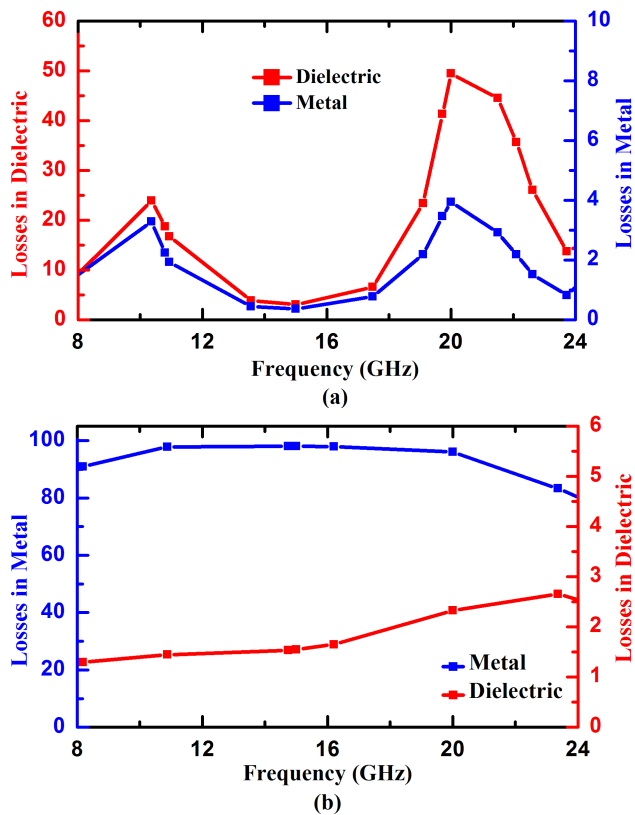 60
50
40
30
20
10
0
Losses in Dielectric
10
8
6
4
2
0
Losses in Metal
Dielectric
Metal
8 12 16 20 24
Frequency (GHz)
(a)
100
80
60
40
20
0
Losses in Metal
6
5
4
3
2
1
0
Losses in Dielectric
Metal
Dielectric
8 12 16 20 24
Frequency (GHz)
(b)